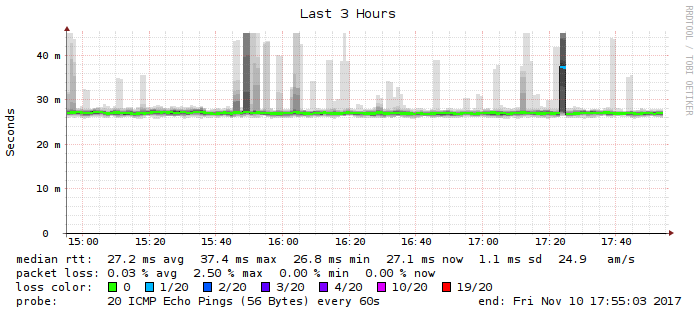 Last 3 Hours
RRDTOOL / TOBI OETIKER
Seconds
40 m
30 m
20 m
10 m
0
15:00 15:20 15:40 16:00 16:20 16:40 17:00 17:20 17:40
median rtt: 27.2 ms avg 37.4 ms max 26.8 ms min 27.1 ms now 1.1 ms sd 24.9 am/s
packet loss: 0.03 % avg 2.50 % max 0.00 % min 0.00 % now
loss color: 0 1/20 2/20 3/20 4/20 10/20 19/20
probe: 20 ICMP Echo Pings (56 Bytes) every 60s end: Fri Nov 10 17:55:03 2017